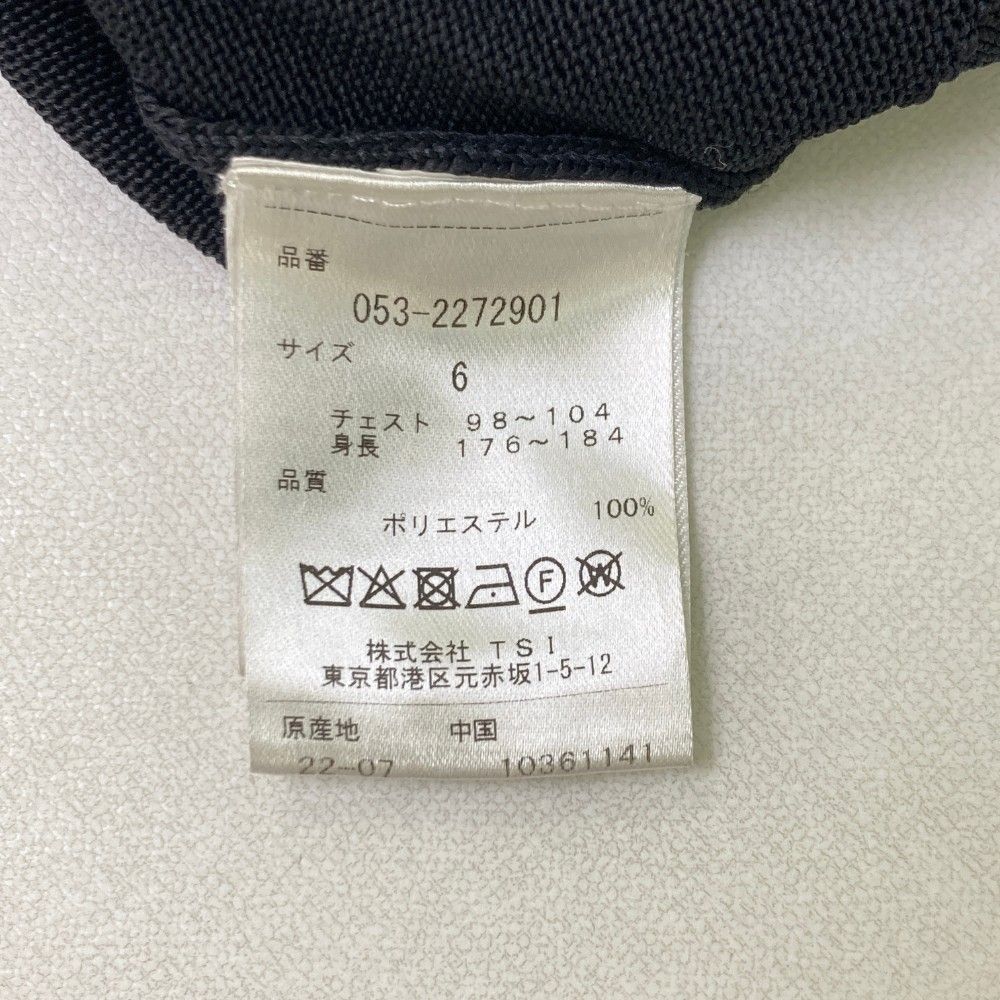 品番
053-2272901
サイズ
6
チェスト 98～104
身長 176～184
品質
ポリエステル 100%
F W
株式会社 TSI
東京都港区元赤坂1-5-12
原産地 中国
22-07 10361141